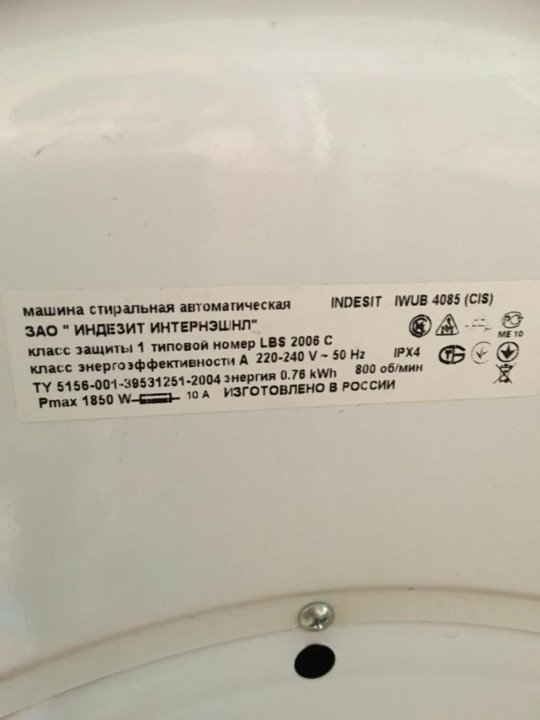 машина стиральная автоматическая INDESIT IWUB 4085 (CIS)
ЗАО " ИНДЕЗИТ ИНТЕРНЭШНЛ"
класс защиты 1 типовой номер LBS 2006 C ME 10
класс энергоэффективности А 220-240 V ~ 50 Hz IPX4
ТУ 5156-001-39531251-2004 энергия 0.76 kWh 800 об/мин
Pmax 1850 W 10 A ИЗГОТОВЛЕНО В РОССИИ